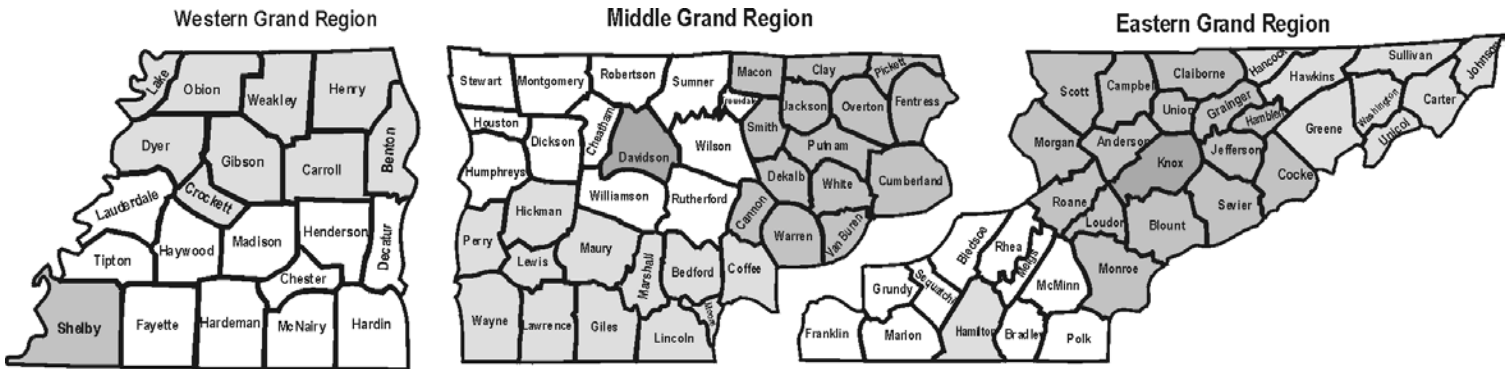 Western Grand Region
Lake
Obion
Weakley
Henry
Dyer
Gibson
Carroll
Benton
Crockett
Lauderdale
Haywood
Madison
Henderson
Decatur
Tipton
Chester
Shelby
Fayette
Hardeman
McNairy
Hardin
Middle Grand Region
Stewart
Montgomery
Robertson
Sumner
Macon
Clay
Pickett
Houston
Dickson
Cheatham
Davidson
Wilson
Smith
Jackson
Overton
Fentress
Putnam
Humphreys
Williamson
Rutherford
Dekalb
White
Cumberland
Cannon
Warren
Van Buren
Hickman
Perry
Lewis
Maury
Marshall
Bedford
Coffee
Wayne
Lawrence
Giles
Lincoln
Eastern Grand Region
Scott
Campbell
Claiborne
Hancock
Hawkins
Sullivan
Johnson
Union
Grainger
Hamblen
Greene
Washington
Carter
Unicoi
Morgan
Anderson
Knox
Jefferson
Cocke
Roane
Loudon
Blount
Sevier
Bledsoe
Rhea
Meigs
McMinn
Monroe
Sequatchi
Grundy
Franklin
Marion
Hamilton
Bradley
Polk